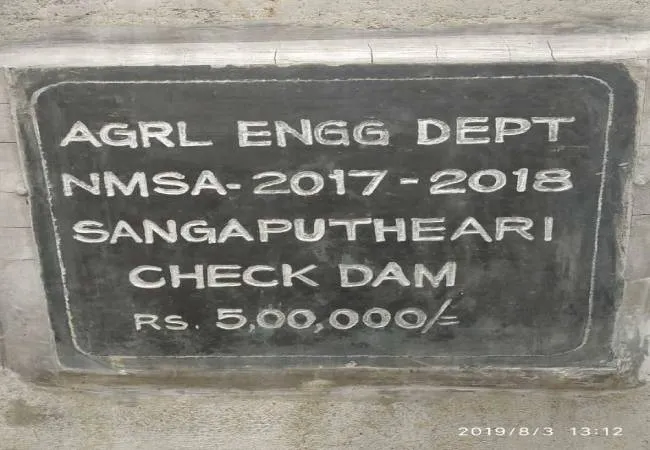 AGRL ENGG DEPT
NMSA-2017-2018
SANGAPUTHEARI
CHECK DAM
RS. 5,00,000/=
2019/8/3 13:12